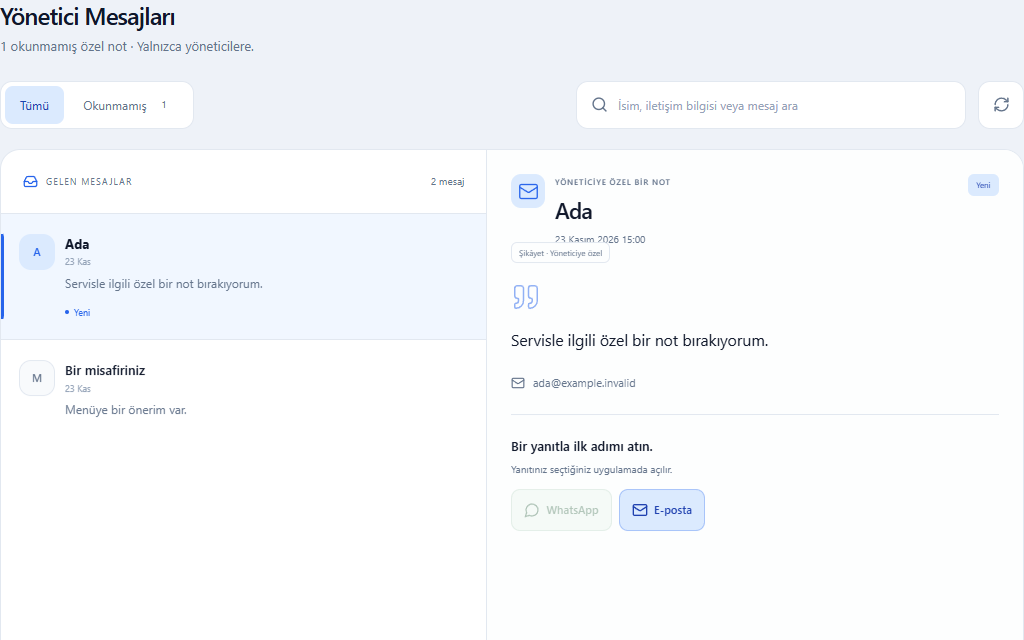 Yönetici Mesajları
1 okunmamış özel not · Yalnızca yöneticilere.
Tümü
Okunmamış 1
İsim, iletişim bilgisi veya mesaj ara
GELEN MESAJLAR
2 mesaj
A
Ada
23 Kas
Servisle ilgili özel bir not bırakıyorum.
Yeni
M
Bir misafiriniz
23 Kas
Menüye bir önerim var.
YÖNETİCİYE ÖZEL BİR NOT
Yeni
Ada
23 Kasım 2026 15:00
Şikâyet · Yöneticiye özel
Servisle ilgili özel bir not bırakıyorum.
ada@example.invalid
Bir yanıtla ilk adımı atın.
Yanıtınız seçtiğiniz uygulamada açılır.
WhatsApp
E-posta